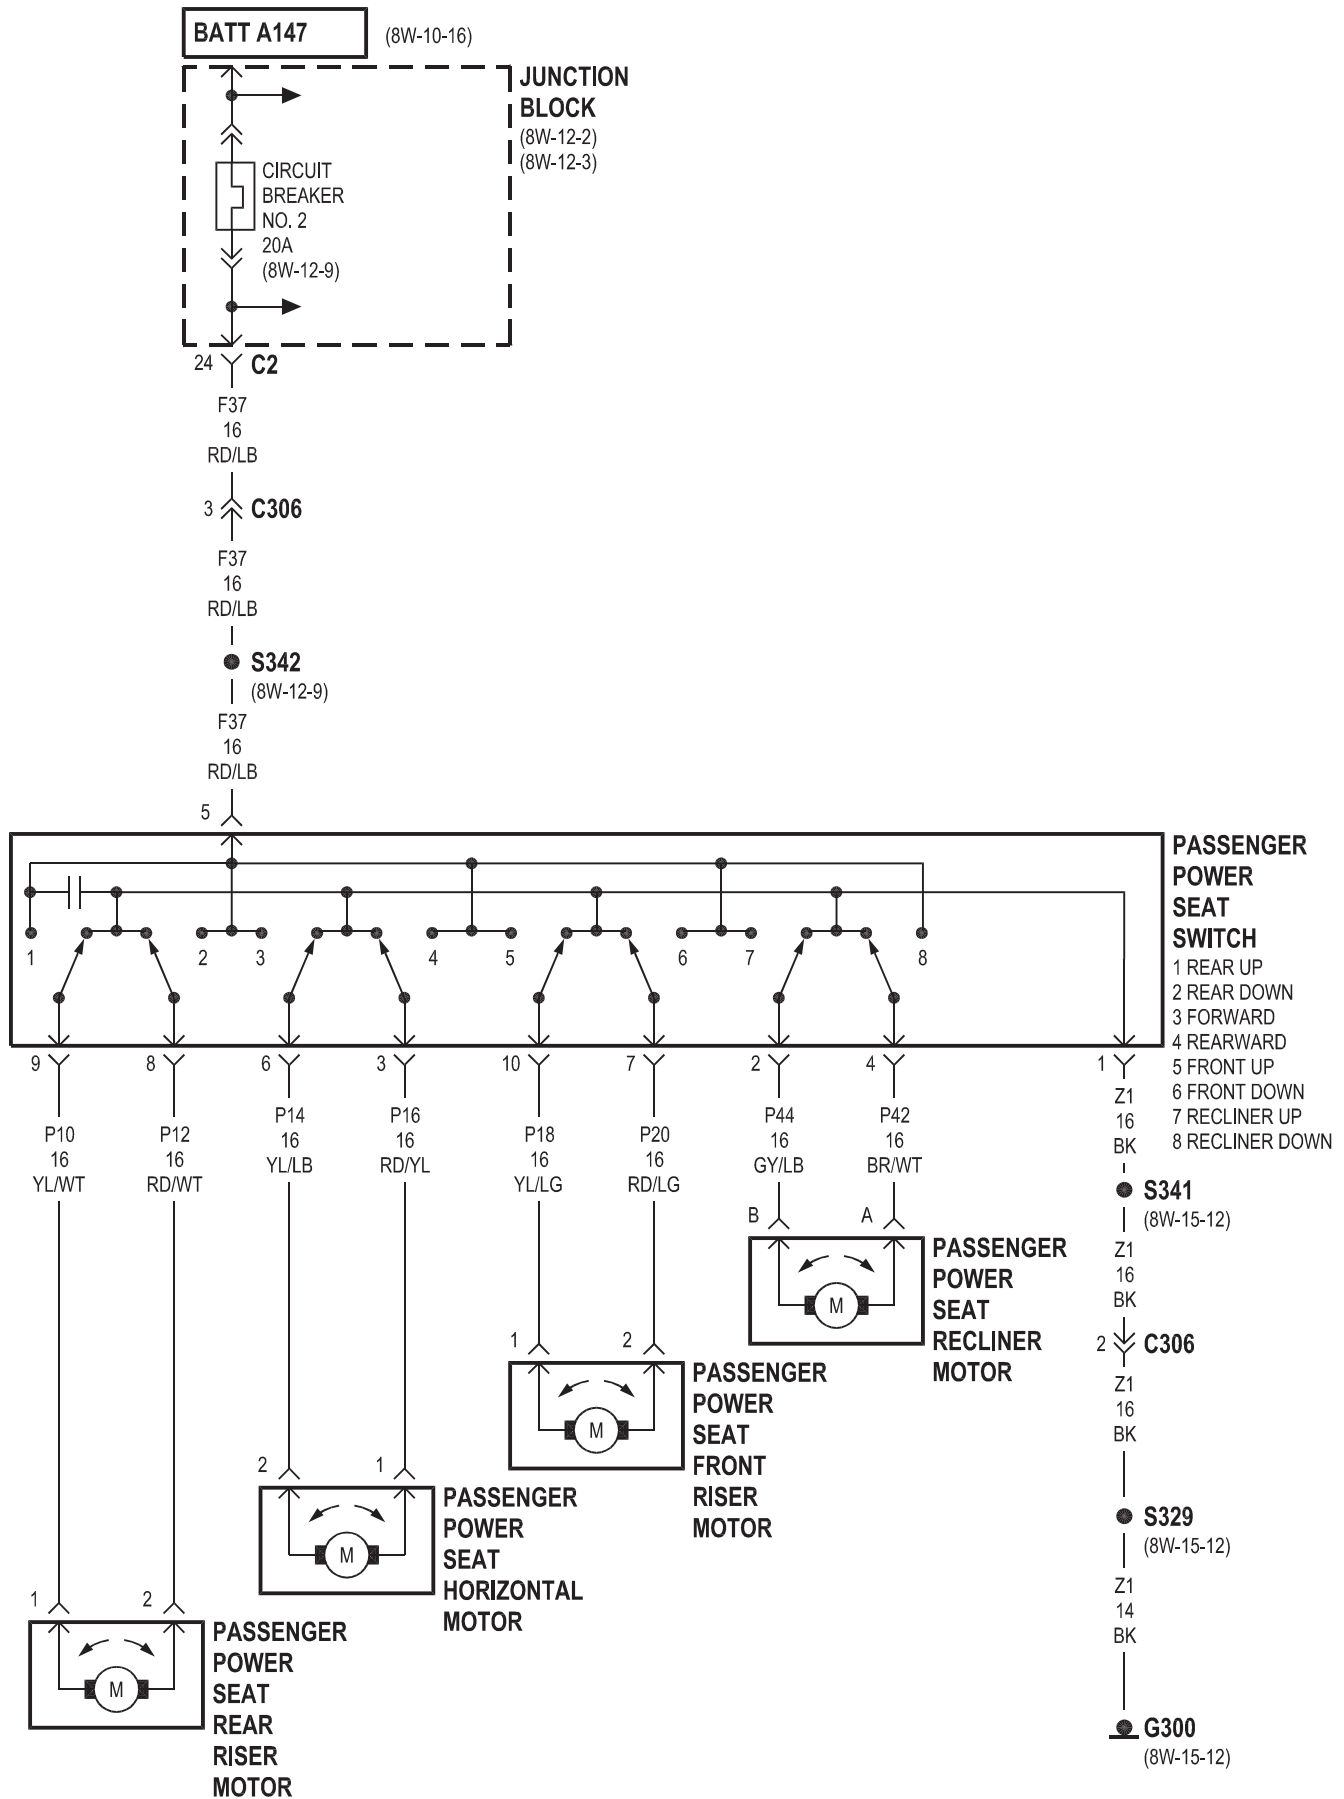 BATT A147
(8W-10-16)
JUNCTION
BLOCK
(8W-12-2)
(8W-12-3)
CIRCUIT
BREAKER
NO. 2
20A
(8W-12-9)
24
C2
F37
16
RD/LB
3
C306
F37
16
RD/LB
S342
(8W-12-9)
F37
16
RD/LB
5
PASSENGER
POWER
SEAT
SWITCH
1 REAR UP
2 REAR DOWN
3 FORWARD
4 REARWARD
5 FRONT UP
6 FRONT DOWN
7 RECLINER UP
8 RECLINER DOWN
1 2 3 4 5 6 7 8
9 8 6 3 10 7 2 4 1
P10
16
YL/WT
P12
16
RD/WT
P14
16
YL/LB
P16
16
RD/YL
P18
16
YL/LG
P20
16
RD/LG
P44
16
GY/LB
P42
16
BR/WT
Z1
16
BK
S341
(8W-15-12)
Z1
16
BK
2
C306
Z1
16
BK
S329
(8W-15-12)
Z1
14
BK
G300
(8W-15-12)
B A
M
PASSENGER
POWER
SEAT
RECLINER
MOTOR
1 2
M
PASSENGER
POWER
SEAT
FRONT
RISER
MOTOR
2 1
M
PASSENGER
POWER
SEAT
HORIZONTAL
MOTOR
1 2
M
PASSENGER
POWER
SEAT
REAR
RISER
MOTOR